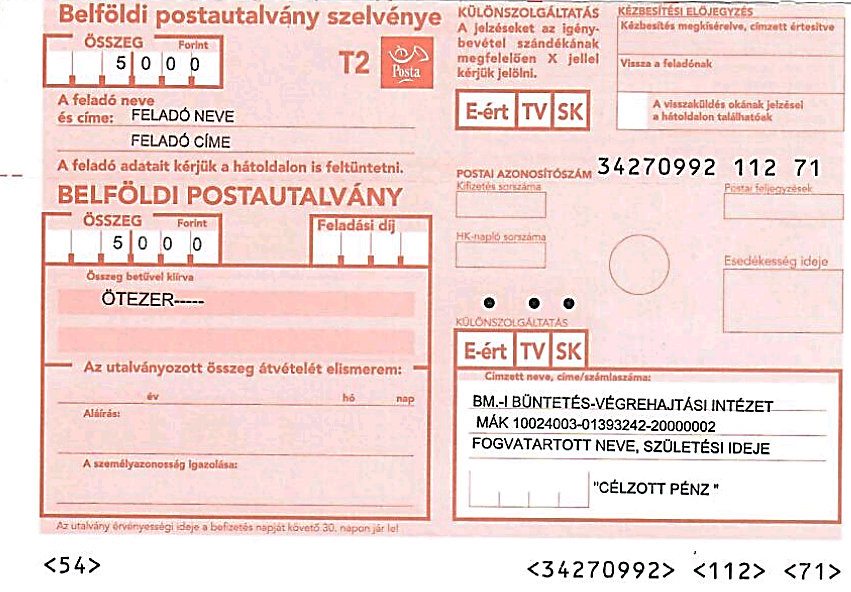 Belföldi postautalvány szelvénye
ÖSSZEG Forint
5 0 0 0
T2
Posta
A feladó neve
és címe: FELADÓ NEVE
FELADÓ CÍME
A feladó adatait kérjük a hátoldalon is feltüntetni.
KÜLÖNSZOLGÁLTATÁS
A jelzéseket az igény-
bevétel szándékának
megfelelően X jellel
kérjük jelölni.
E-ért TV SK
KÉZBESÍTÉSI ELŐJEGYZÉS
Kézbesítés megkísérelve, címzett értesítve
Vissza a feladónak
A visszaküldés okának jelzései
a hátoldalon találhatóak
POSTAI AZONOSÍTÓSZÁM 34270992 112 71
BELFÖLDI POSTAUTALVÁNY
ÖSSZEG Forint
5 0 0 0
Feladási díj
Összeg betűvel kiírva
ÖTEZER-----
Az utalványozott összeg átvételét elismerem:
év hó nap
Aláírás:
A személyazonosság igazolása:
Az utalvány érvényességi ideje a befizetés napját követő 30. napon jár le!
Kifizetés sorszáma
Postai feljegyzések
HK-napló sorszáma
Esedékesség ideje
KÜLÖNSZOLGÁLTATÁS
E-ért TV SK
Címzett neve, címe/számlaszáma:
BM.-I BÜNTETÉS-VÉGREHAJTÁSI INTÉZET
MÁK 10024003-01393242-20000002
FOGVATARTOTT NEVE, SZÜLETÉSI IDEJE
"CÉLZOTT PÉNZ "
<54>
<34270992> <112> <71>